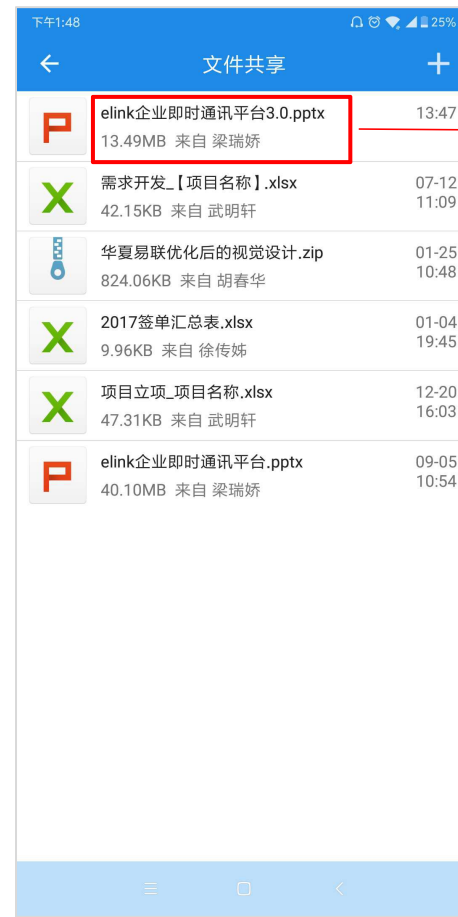 下午1:48 25%
文件共享
elink企业即时通讯平台3.0.pptx 13:47
13.49MB 来自 梁瑞娇
需求开发_【项目名称】.xlsx 07-12
42.15KB 来自 武明轩 11:09
华夏易联优化后的视觉设计.zip 01-25
824.06KB 来自 胡春华 10:48
2017签单汇总表.xlsx 01-04
9.96KB 来自 徐传姊 19:45
项目立项_项目名称.xlsx 12-20
47.31KB 来自 武明轩 16:03
elink企业即时通讯平台.pptx 09-05
40.10MB 来自 梁瑞娇 10:54